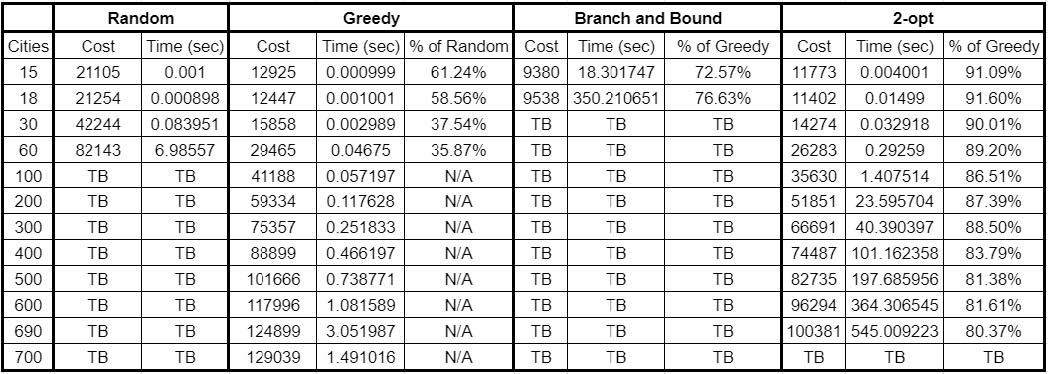 Random Greedy Branch and Bound 2-opt
Cities Cost Time (sec) Cost Time (sec) % of Random Cost Time (sec) % of Greedy Cost Time (sec) % of Greedy
15 21105 0.001 12925 0.000999 61.24% 9380 18.301747 72.57% 11773 0.004001 91.09%
18 21254 0.000898 12447 0.001001 58.56% 9538 350.210651 76.63% 11402 0.01499 91.60%
30 42244 0.083951 15858 0.002989 37.54% TB TB TB 14274 0.032918 90.01%
60 82143 6.98557 29465 0.04675 35.87% TB TB TB 26283 0.29259 89.20%
100 TB TB 41188 0.057197 N/A TB TB TB 35630 1.407514 86.51%
200 TB TB 59334 0.117628 N/A TB TB TB 51851 23.595704 87.39%
300 TB TB 75357 0.251833 N/A TB TB TB 66691 40.390397 88.50%
400 TB TB 88899 0.466197 N/A TB TB TB 74487 101.162358 83.79%
500 TB TB 101666 0.738771 N/A TB TB TB 82735 197.685956 81.38%
600 TB TB 117996 1.081589 N/A TB TB TB 96294 364.306545 81.61%
690 TB TB 124899 3.051987 N/A TB TB TB 100381 545.009223 80.37%
700 TB TB 129039 1.491016 N/A TB TB TB TB TB TB